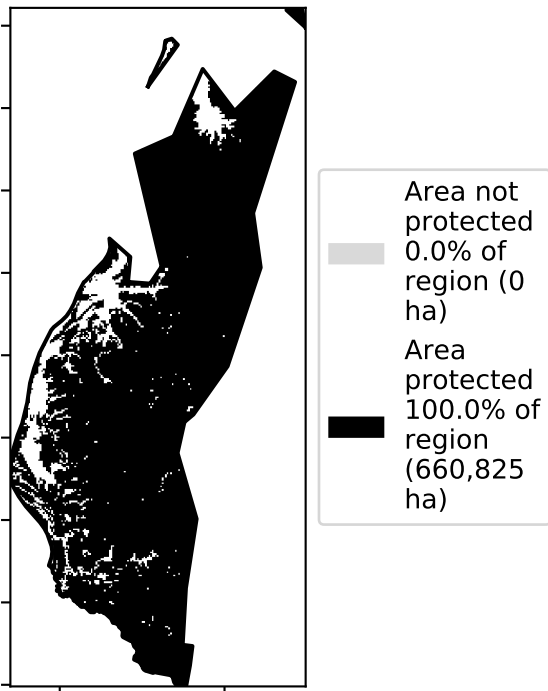 Area not
protected
0.0% of
region (0
ha)
Area
protected
100.0% of
region
(660,825
ha)